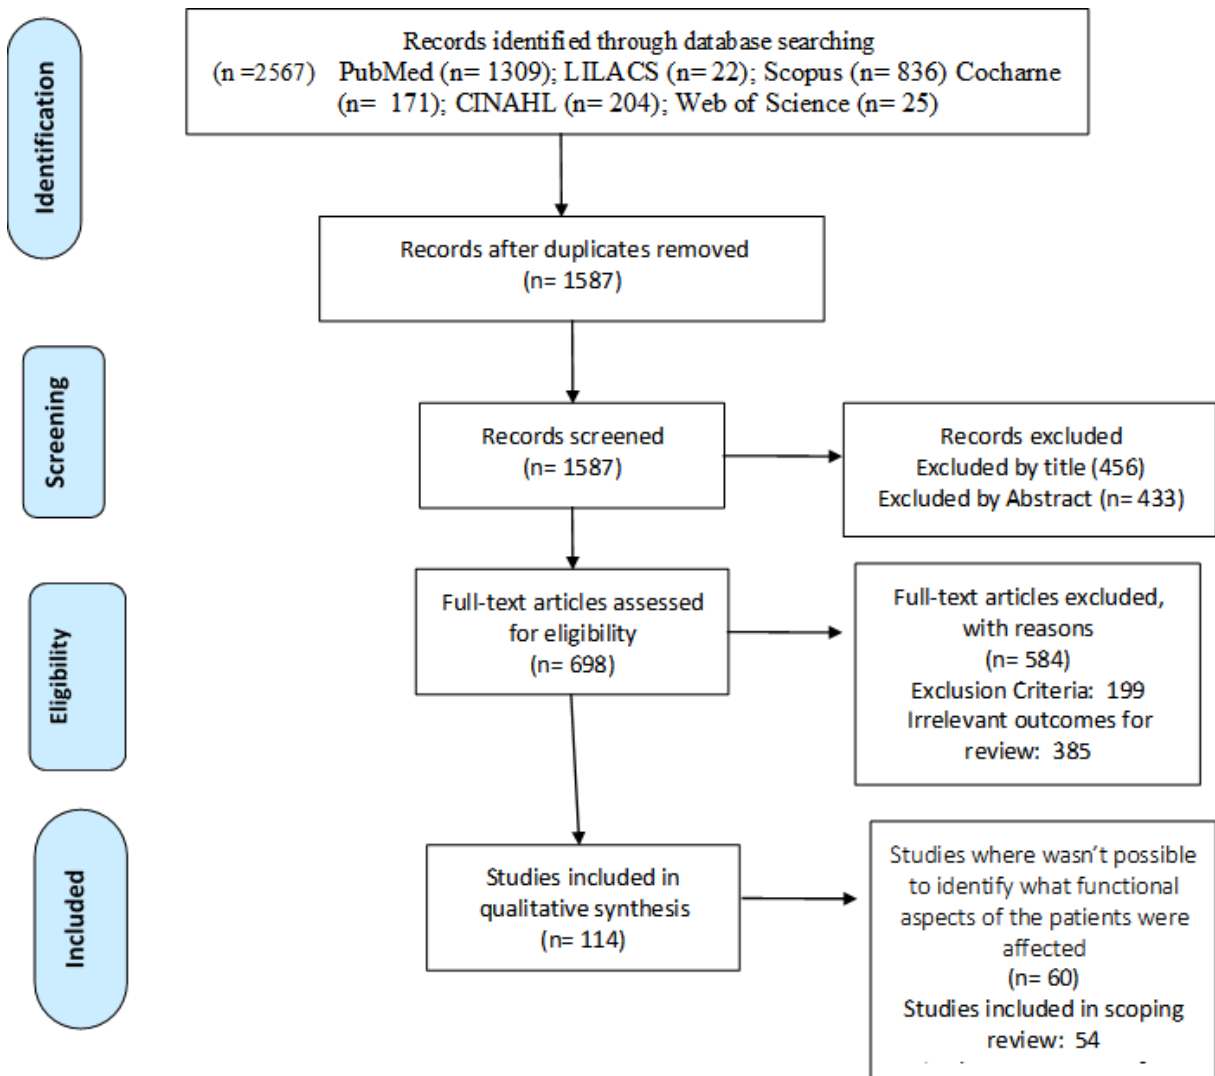 Identification
Records identified through database searching
(n =2567) PubMed (n= 1309); LILACS (n= 22); Scopus (n= 836) Cocharne
(n= 171); CINAHL (n= 204); Web of Science (n= 25)
Records after duplicates removed
(n= 1587)
Screening
Records screened
(n= 1587)
Records excluded
Excluded by title (456)
Excluded by Abstract (n= 433)
Eligibility
Full-text articles assessed
for eligibility
(n= 698)
Full-text articles excluded,
with reasons
(n= 584)
Exclusion Criteria: 199
Irrelevant outcomes for
review: 385
Included
Studies included in
qualitative synthesis
(n= 114)
Studies where wasn't possible
to identify what functional
aspects of the patients were
affected
(n= 60)
Studies included in scoping
review: 54